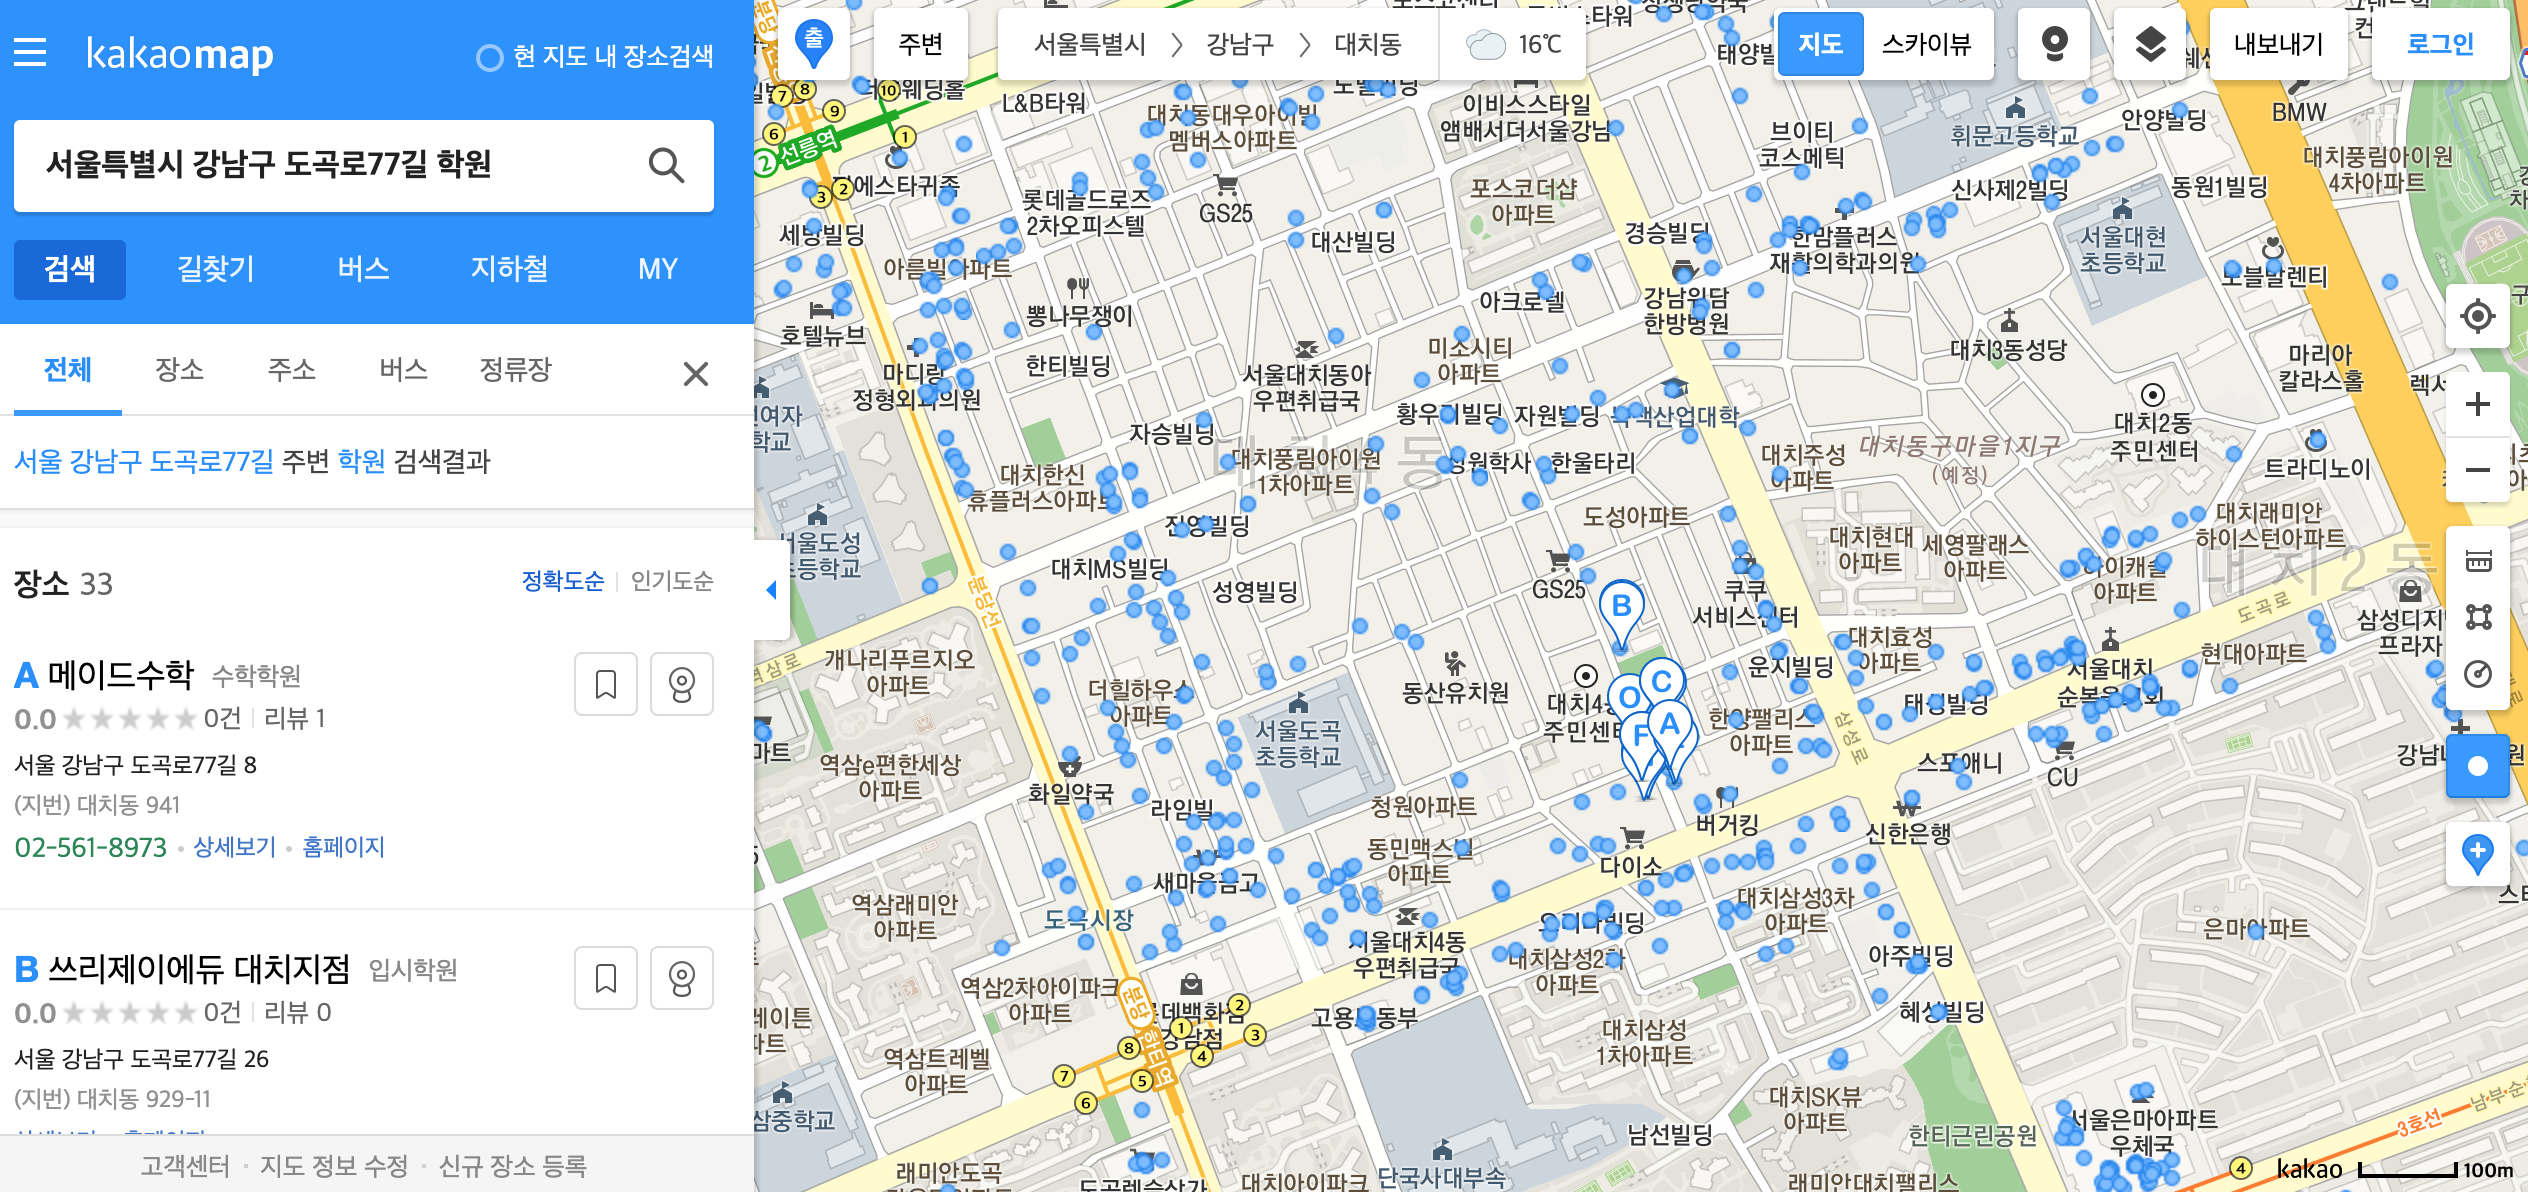 kakaomap
현 지도 내 장소검색
서울특별시 강남구 도곡로77길 학원
검색
길찾기
버스
지하철
MY
전체
장소
주소
버스
정류장
서울 강남구 도곡로77길 주변 학원 검색결과
장소 33
정확도순
인기도순
A 메이드수학 수학학원
0.0 0건 리뷰 1
서울 강남구 도곡로77길 8
(지번) 대치동 941
02-561-8973 • 상세보기 • 홈페이지
B 쓰리제이에듀 대치지점 입시학원
0.0 0건 리뷰 0
서울 강남구 도곡로77길 26
(지번) 대치동 929-11
고객센터 · 지도 정보 수정 · 신규 장소 등록
출
주변
서울특별시 > 강남구 > 대치동
16℃
지도
스카이뷰
내보내기
로그인
L&B타워
이비스스타일
앰배서더서울강남
브이티
코스메틱
휘문고등학교
안양빌딩
BMW
대치풍림아이원
4차아파트
선릉역
멤버스아파트
포스코더샵
아파트
신사제2빌딩
동원1빌딩
롯데골드로즈
2차오피스텔
GS25
대산빌딩
경승빌딩
한맘플러스
재활의학과의원
서울대현
초등학교
세방빌딩
뽕나무쟁이
아크로텔
강남위담
한방병원
노블발렌티
호텔뉴브
한티빌딩
미소시티
아파트
대치3동성당
마리아
칼라스홀
마디랑
정형외과의원
서울대치동아
우편취급국
황우리빌딩
자원빌딩
대치2동
주민센터
자승빌딩
대치4동
대치풍림아이원
1차아파트
한울타리
대치주성
아파트
대치동구마을1지구
(예정)
트라디노이
대치한신
휴플러스아파트
진영빌딩
도성아파트
대치현대
아파트
세영팔래스
아파트
대치래미안
하이스턴아파트
서울도성
초등학교
대치MS빌딩
성영빌딩
GS25
쿠쿠
서비스센터
아이캐슬
아파트
대치2동
도곡로
분당선
B
개나리푸르지오
아파트
더힐하우스
아파트
동산유치원
운지빌딩
대치효성
아파트
서울대치
순복음교회
현대아파트
C
O
A
F
대치4동
주민센터
한양팰리스
아파트
삼성로
태승빌딩
서울도곡
초등학교
역삼e편한세상
아파트
화일약국
라임빌
청원아파트
버거킹
스포애니
CU
신한은행
동민맥스빌
아파트
다이소
새마을금고
도곡시장
역삼래미안
아파트
서울대치4동
우편취급국
대치삼성3차
아파트
은마아파트
대치삼성2차
아파트
아주빌딩
역삼2차아이파크
아파트
롯데백화점
강남점
고용노동부
대치삼성
1차아파트
혜성빌딩
역삼트레벨
아파트
한티역
대치SK뷰
아파트
남선빌딩
한티근린공원
서울은마아파트
우체국
3호선
래미안도곡
대치아이파크
단국사대부속
래미안대치팰리스
kakao
100m